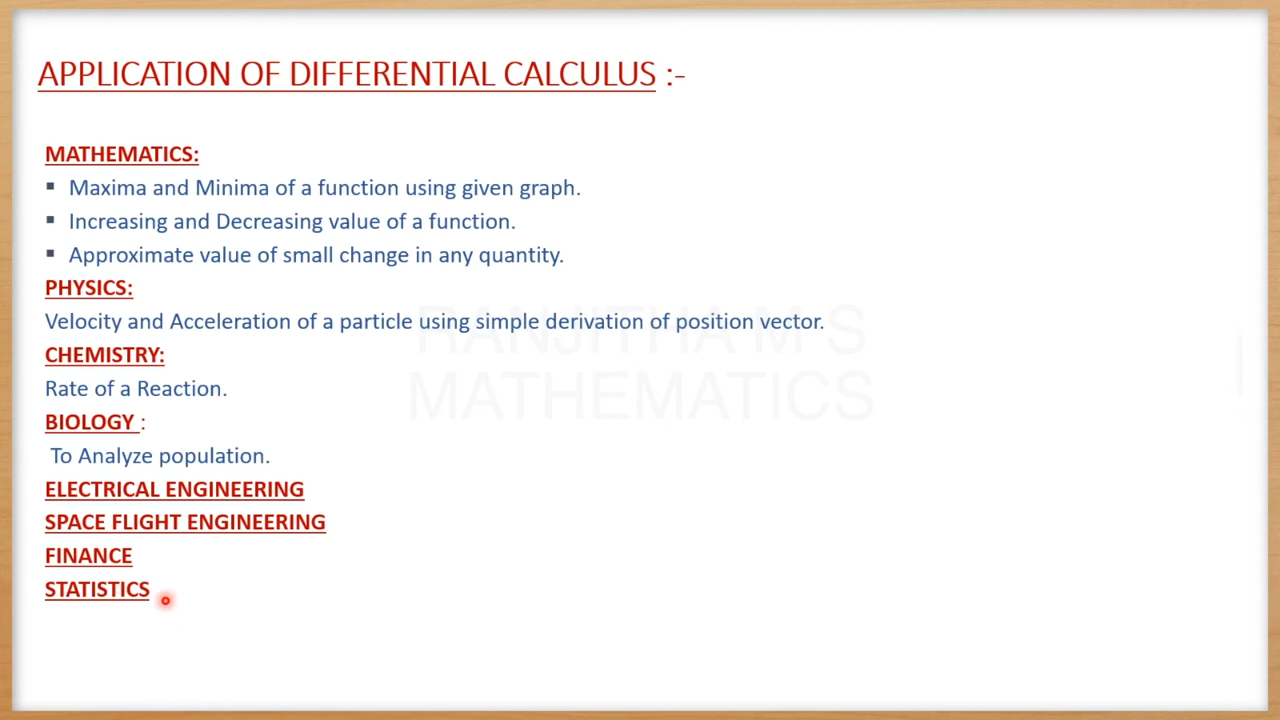 APPLICATION OF DIFFERENTIAL CALCULUS :-
MATHEMATICS:
▪ Maxima and Minima of a function using given graph.
▪ Increasing and Decreasing value of a function.
▪ Approximate value of small change in any quantity.
PHYSICS:
Velocity and Acceleration of a particle using simple derivation of position vector.
CHEMISTRY:
Rate of a Reaction.
BIOLOGY :
To Analyze population.
ELECTRICAL ENGINEERING
SPACE FLIGHT ENGINEERING
FINANCE
STATISTICS
RANJITHA M S
MATHEMATICS